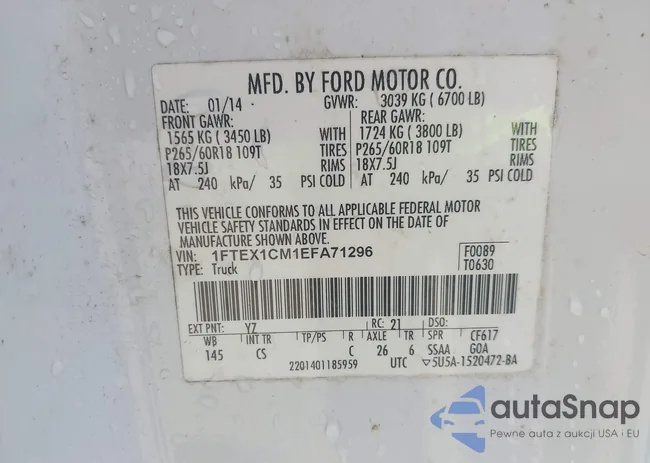 MFD. BY FORD MOTOR CO.
DATE: 01/14 GVWR: 3039 KG ( 6700 LB)
FRONT GAWR: REAR GAWR:
1565 KG ( 3450 LB) WITH 1724 KG ( 3800 LB) WITH
P265/60R18 109T TIRES P265/60R18 109T TIRES
18X7.5J RIMS 18X7.5J RIMS
AT 240 kPa/ 35 PSI COLD AT 240 kPa/ 35 PSI COLD
THIS VEHICLE CONFORMS TO ALL APPLICABLE FEDERAL MOTOR
VEHICLE SAFETY STANDARDS IN EFFECT ON THE DATE OF
MANUFACTURE SHOWN ABOVE.
VIN: 1FTEX1CM1EFA71296 F0089
TYPE: Truck T0630
EXT PNT: YZ RC: 21 DSO:
WB INT TR TP/PS R AXLE TR SPR CF617
145 CS C 26 6 SSAA GOA
2201401185959 UTC ▽5U5A-1520472-BA
autaSnap
Pewne auta z aukcji USA i EU